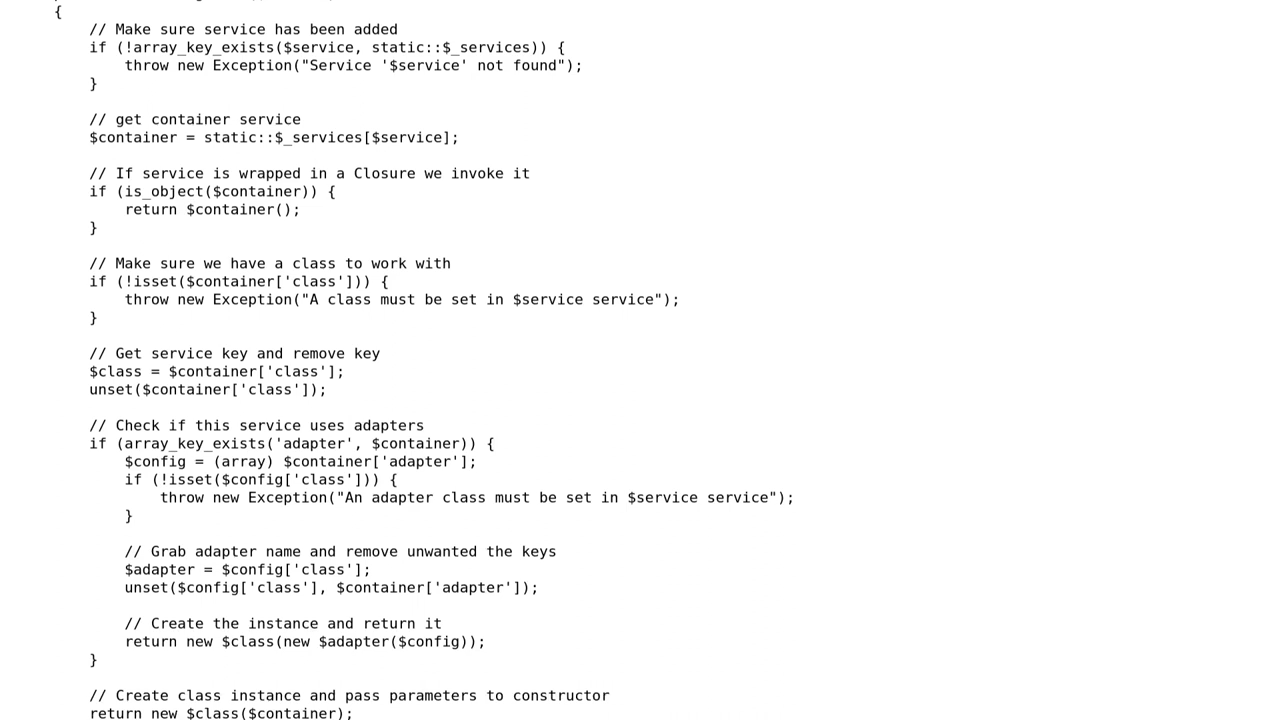 {
// Make sure service has been added
if (!array_key_exists($service, static::$_services)) {
throw new Exception("Service '$service' not found");
}
// get container service
$container = static::$_services[$service];
// If service is wrapped in a Closure we invoke it
if (is_object($container)) {
return $container();
}
// Make sure we have a class to work with
if (!isset($container['class'])) {
throw new Exception("A class must be set in $service service");
}
// Get service key and remove key
$class = $container['class'];
unset($container['class']);
// Check if this service uses adapters
if (array_key_exists('adapter', $container)) {
$config = (array) $container['adapter'];
if (!isset($config['class'])) {
throw new Exception("An adapter class must be set in $service service");
}
// Grab adapter name and remove unwanted the keys
$adapter = $config['class'];
unset($config['class'], $container['adapter']);
// Create the instance and return it
return new $class(new $adapter($config));
}
// Create class instance and pass parameters to constructor
return new $class($container);